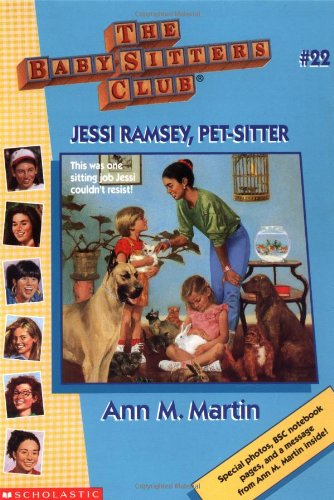 THE
BABY-SITTERS
CLUB®
#22
JESSI RAMSEY, PET-SITTER
This was one
sitting job Jessi
couldn't resist!
Ann M. Martin
Special photos, BSC notebook
pages, and a message
from Ann M. Martin inside!
SCHOLASTIC